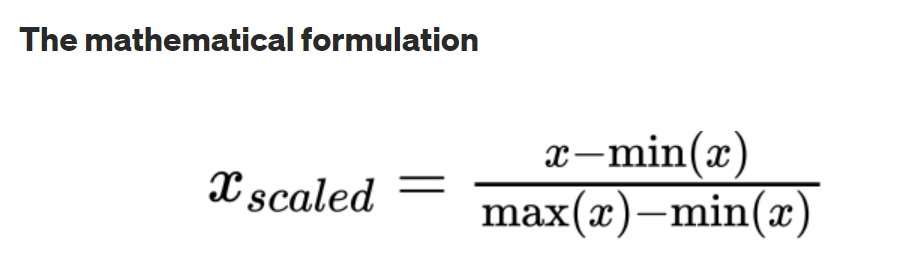 The mathematical formulation
x_scaled = x−min(x) / max(x)−min(x)